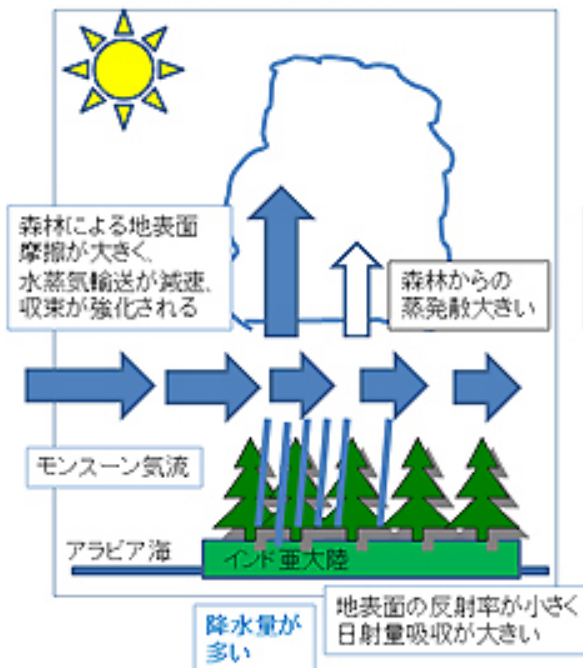 森林による地表面
摩擦が大きく、
水蒸気輸送が減速、
収束が強化される
森林からの
蒸発散大きい
モンスーン気流
アラビア海
インド亜大陸
降水量が
多い
地表面の反射率が小さく
日射量吸収が大きい